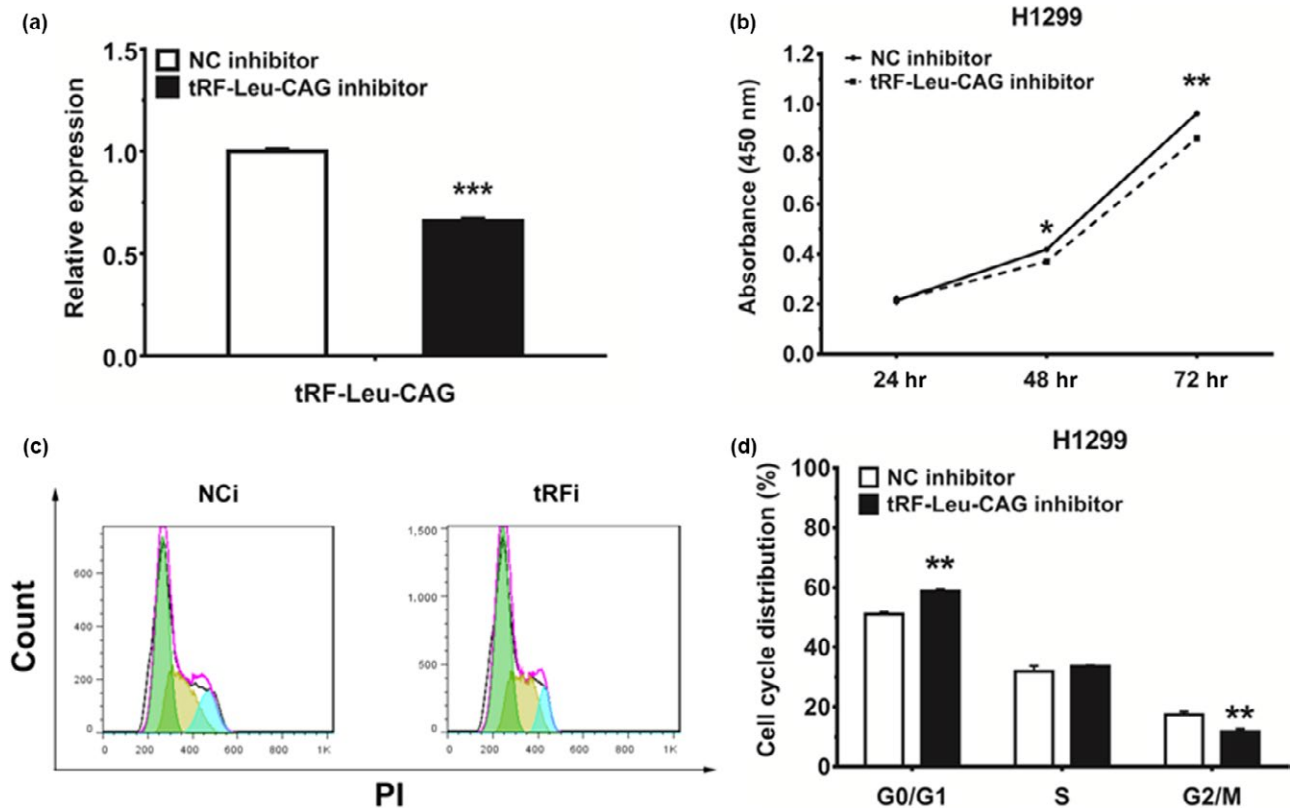 (a)
1.5
1.0
0.5
0.0
Relative expression
NC inhibitor
tRF-Leu-CAG inhibitor
***
tRF-Leu-CAG
(b)
H1299
1.2
1.0
0.8
0.6
0.4
0.2
0.0
Absorbance (450 nm)
NC inhibitor
tRF-Leu-CAG inhibitor
*
**
24 hr 48 hr 72 hr
(c)
Count
NCi
600
400
200
0
0 200 400 600 800 1K
tRFi
1,500
1,000
500
0
0 200 400 600 800 1K
PI
(d)
H1299
100
80
60
40
20
0
Cell cycle distribution (%)
NC inhibitor
tRF-Leu-CAG inhibitor
**
**
G0/G1 S G2/M